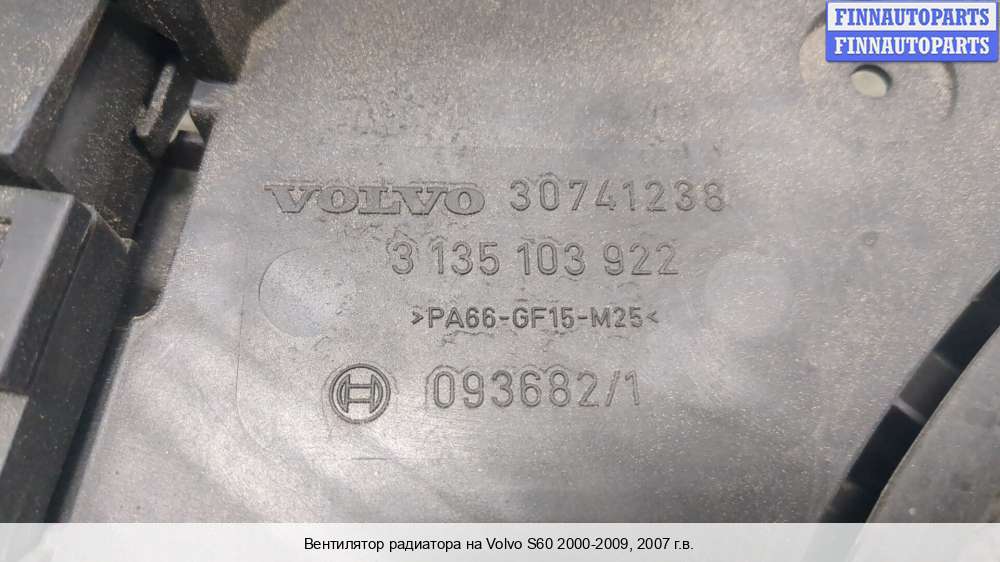 FINNAUTOPARTS
FINNAUTOPARTS
VOLVO 30741238
3 135 103 922
>PA66-GF15-M25<
093682/1
Вентилятор радиатора на Volvo S60 2000-2009, 2007 г.в.